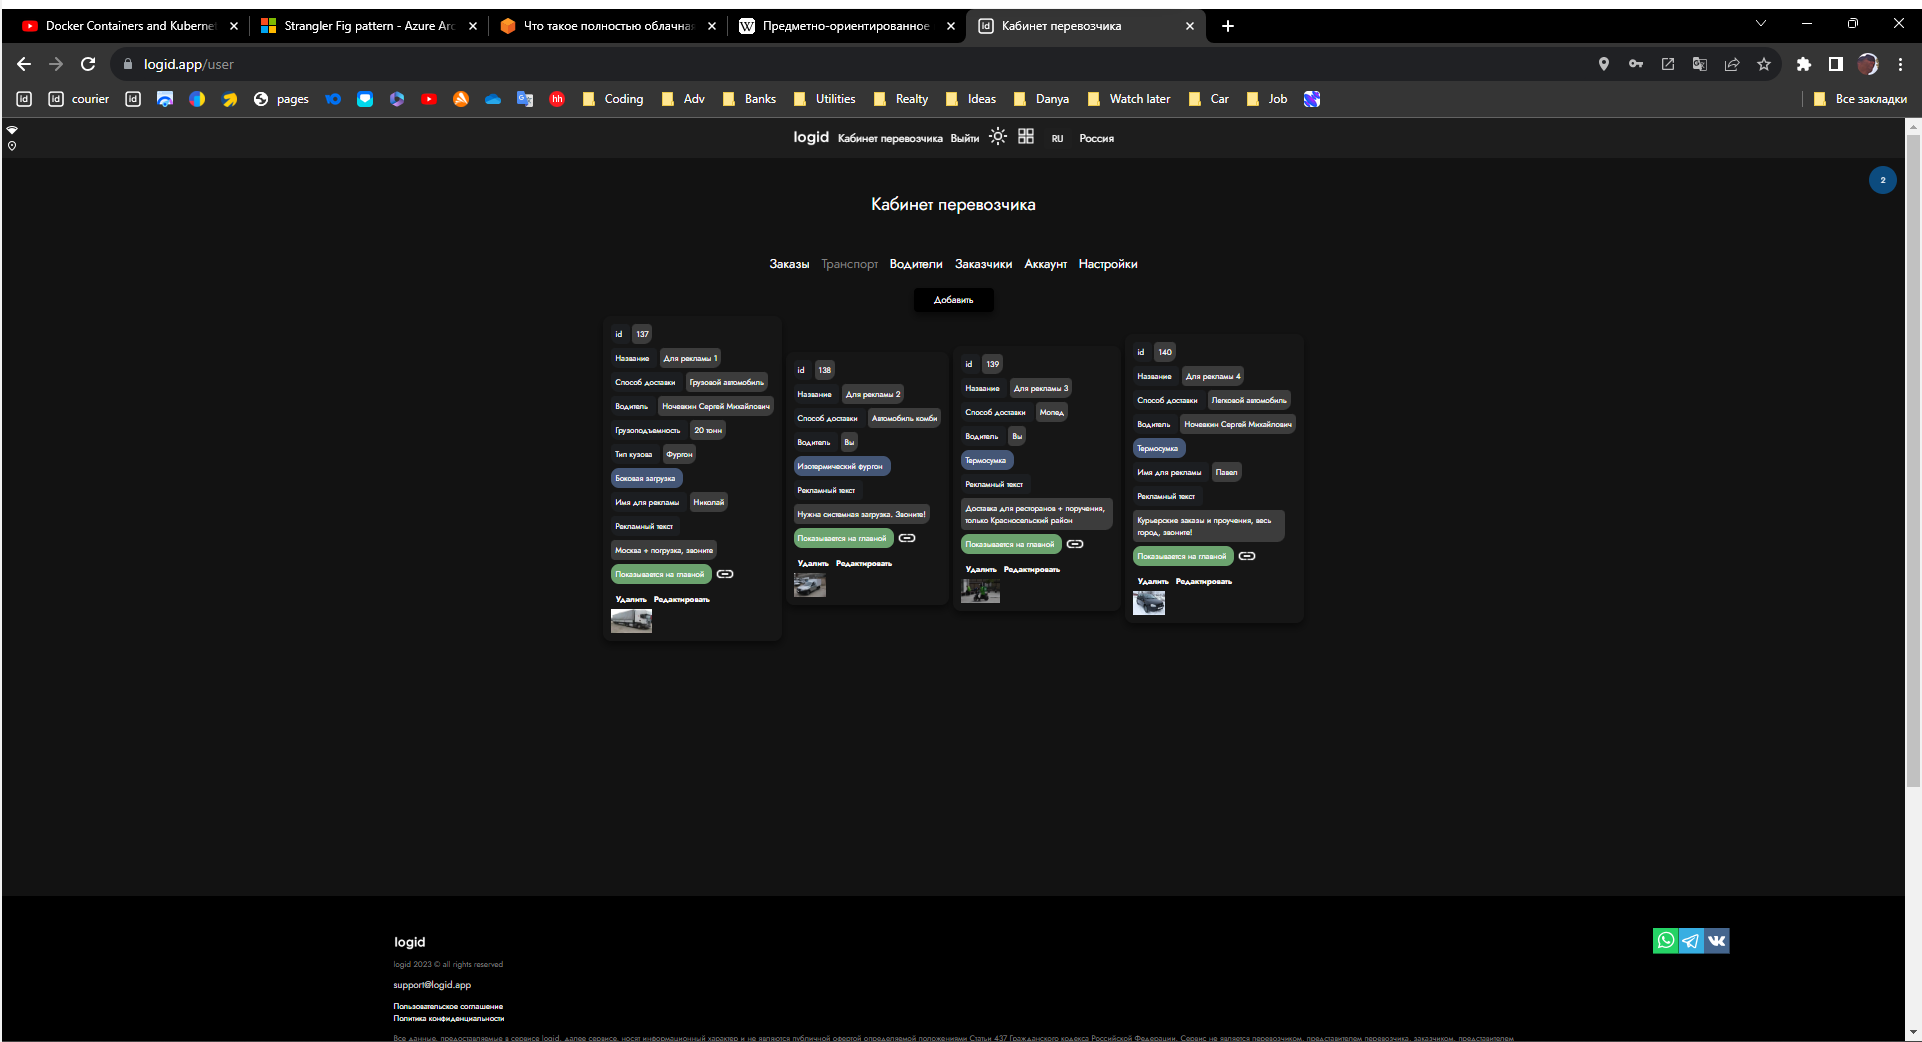 Docker Containers and Kubernet
Strangler Fig pattern - Azure Arc
Что такое полностью облачная
Предметно-ориентированное
Кабинет перевозчика
logid.app/user
courier
pages
hh
Coding
Adv
Banks
Utilities
Realty
Ideas
Danya
Watch later
Car
Job
Все закладки
logid Кабинет перевозчика Выйти RU Россия
2
Кабинет перевозчика
Заказы Транспорт Водители Заказчики Аккаунт Настройки
Добавить
id 137
Название Для рекламы 1
Способ доставки Грузовой автомобиль
Водитель Ночевкин Сергей Михайлович
Грузоподъемность 20 тонн
Тип кузова Фургон
Боковая загрузка
Имя для рекламы Николай
Рекламный текст
Москва + погрузка, звоните
Показывается на главной
Удалить Редактировать
id 138
Название Для рекламы 2
Способ доставки Автомобиль комби
Водитель Вы
Изотермический фургон
Рекламный текст
Нужна системная загрузка. Звоните!
Показывается на главной
Удалить Редактировать
id 139
Название Для рекламы 3
Способ доставки Мопед
Водитель Вы
Термосумка
Рекламный текст
Доставка для ресторанов + поручения,
только Красносельский район
Показывается на главной
Удалить Редактировать
id 140
Название Для рекламы 4
Способ доставки Легковой автомобиль
Водитель Ночевкин Сергей Михайлович
Термосумка
Имя для рекламы Павел
Рекламный текст
Курьерские заказы и проучения, весь
город, звоните!
Показывается на главной
Удалить Редактировать
logid
logid 2023 © all rights reserved
support@logid.app
Пользовательское соглашение
Политика конфиденциальности
Все данные, предоставляемые в сервисе logid, далее сервисе, носят информационный характер и не являются публичной офертой определяемой положениями Статьи 437 Гражданского кодекса Российской Федерации. Сервис не является перевозчиком, представителем перевозчика, заказчиком, представителем